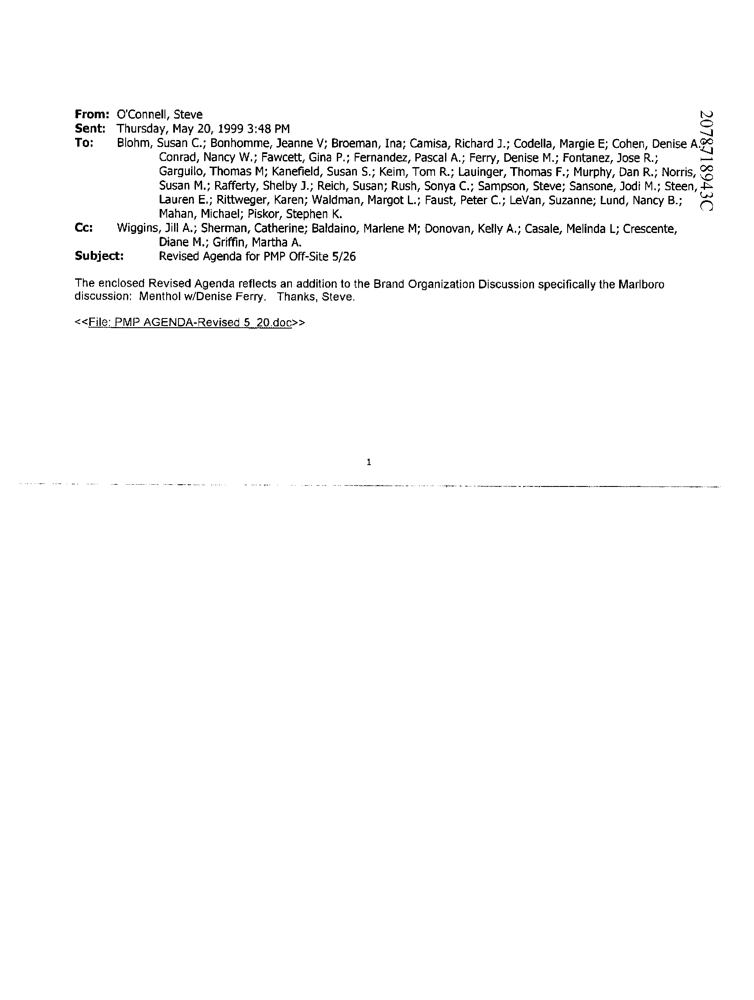 From: O'Connell, Steve
Sent: Thursday, May 20, 1999 3:48 PM
To: Blohm, Susan C.; Bonhomme, Jeanne V; Broeman, Ina; Camisa, Richard J.; Codella, Margie E; Cohen, Denise A.;
Conrad, Nancy W.; Fawcett, Gina P.; Fernandez, Pascal A.; Ferry, Denise M.; Fontanez, Jose R.;
Garguilo, Thomas M; Kanefield, Susan S.; Keim, Tom R.; Lauinger, Thomas F.; Murphy, Dan R.; Norris,
Susan M.; Rafferty, Shelby J.; Reich, Susan; Rush, Sonya C.; Sampson, Steve; Sansone, Jodi M.; Steen,
Lauren E.; Rittweger, Karen; Waldman, Margot L.; Faust, Peter C.; LeVan, Suzanne; Lund, Nancy B.;
Mahan, Michael; Piskor, Stephen K.
Cc: Wiggins, Jill A.; Sherman, Catherine; Baldaino, Marlene M; Donovan, Kelly A.; Casale, Melinda L; Crescente,
Diane M.; Griffin, Martha A.
Subject: Revised Agenda for PMP Off-Site 5/26
The enclosed Revised Agenda reflects an addition to the Brand Organization Discussion specifically the Marlboro
discussion: Menthol w/Denise Ferry. Thanks, Steve.
<<File: PMP AGENDA-Revised 5_20.doc>>
1
2078718943C